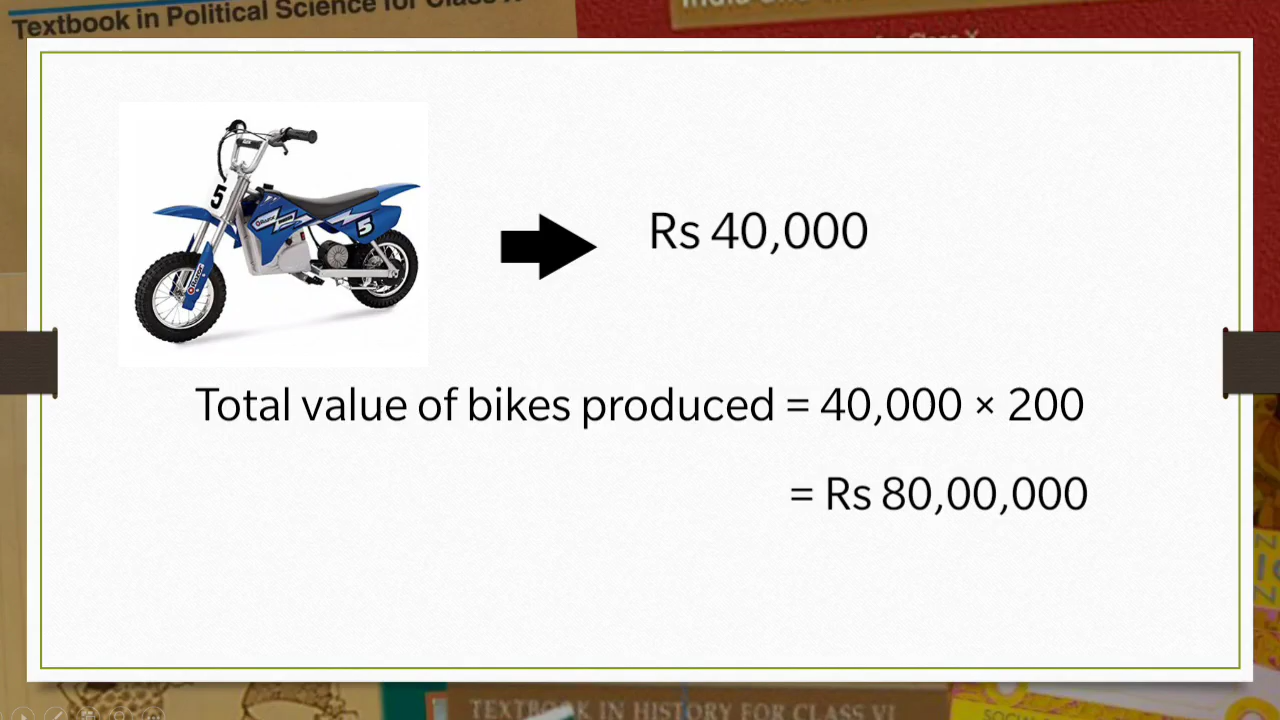 Textbook in Political Science for Class X
5
5
Rs 40,000
Total value of bikes produced = 40,000 × 200
= Rs 80,00,000
TEXTBOOK IN HISTORY FOR CLASS VI